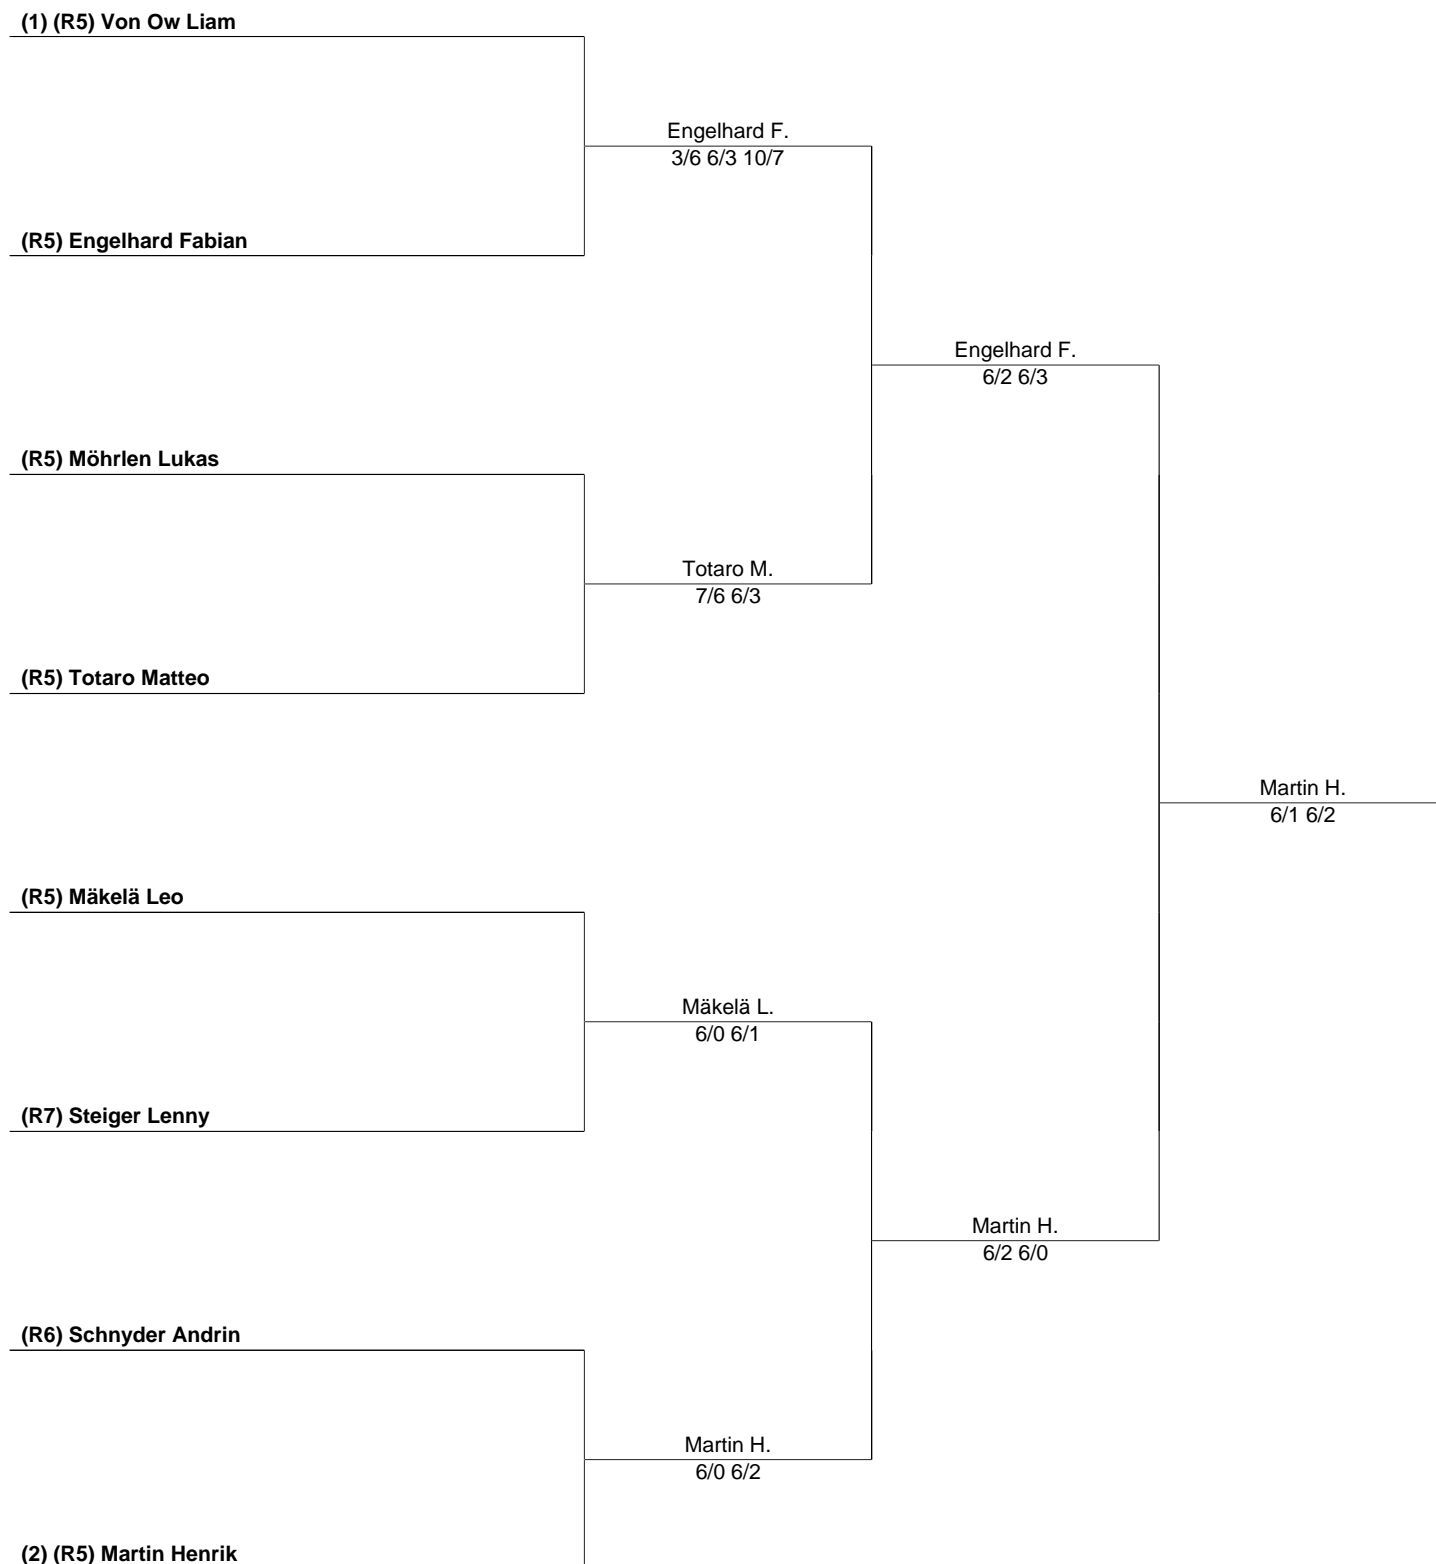 (1) (R5) Von Ow Liam
Engelhard F.
3/6 6/3 10/7
(R5) Engelhard Fabian
Engelhard F.
6/2 6/3
(R5) Möhrlen Lukas
Totaro M.
7/6 6/3
(R5) Totaro Matteo
Martin H.
6/1 6/2
(R5) Mäkelä Leo
Mäkelä L.
6/0 6/1
(R7) Steiger Lenny
Martin H.
6/2 6/0
(R6) Schnyder Andrin
Martin H.
6/0 6/2
(2) (R5) Martin Henrik